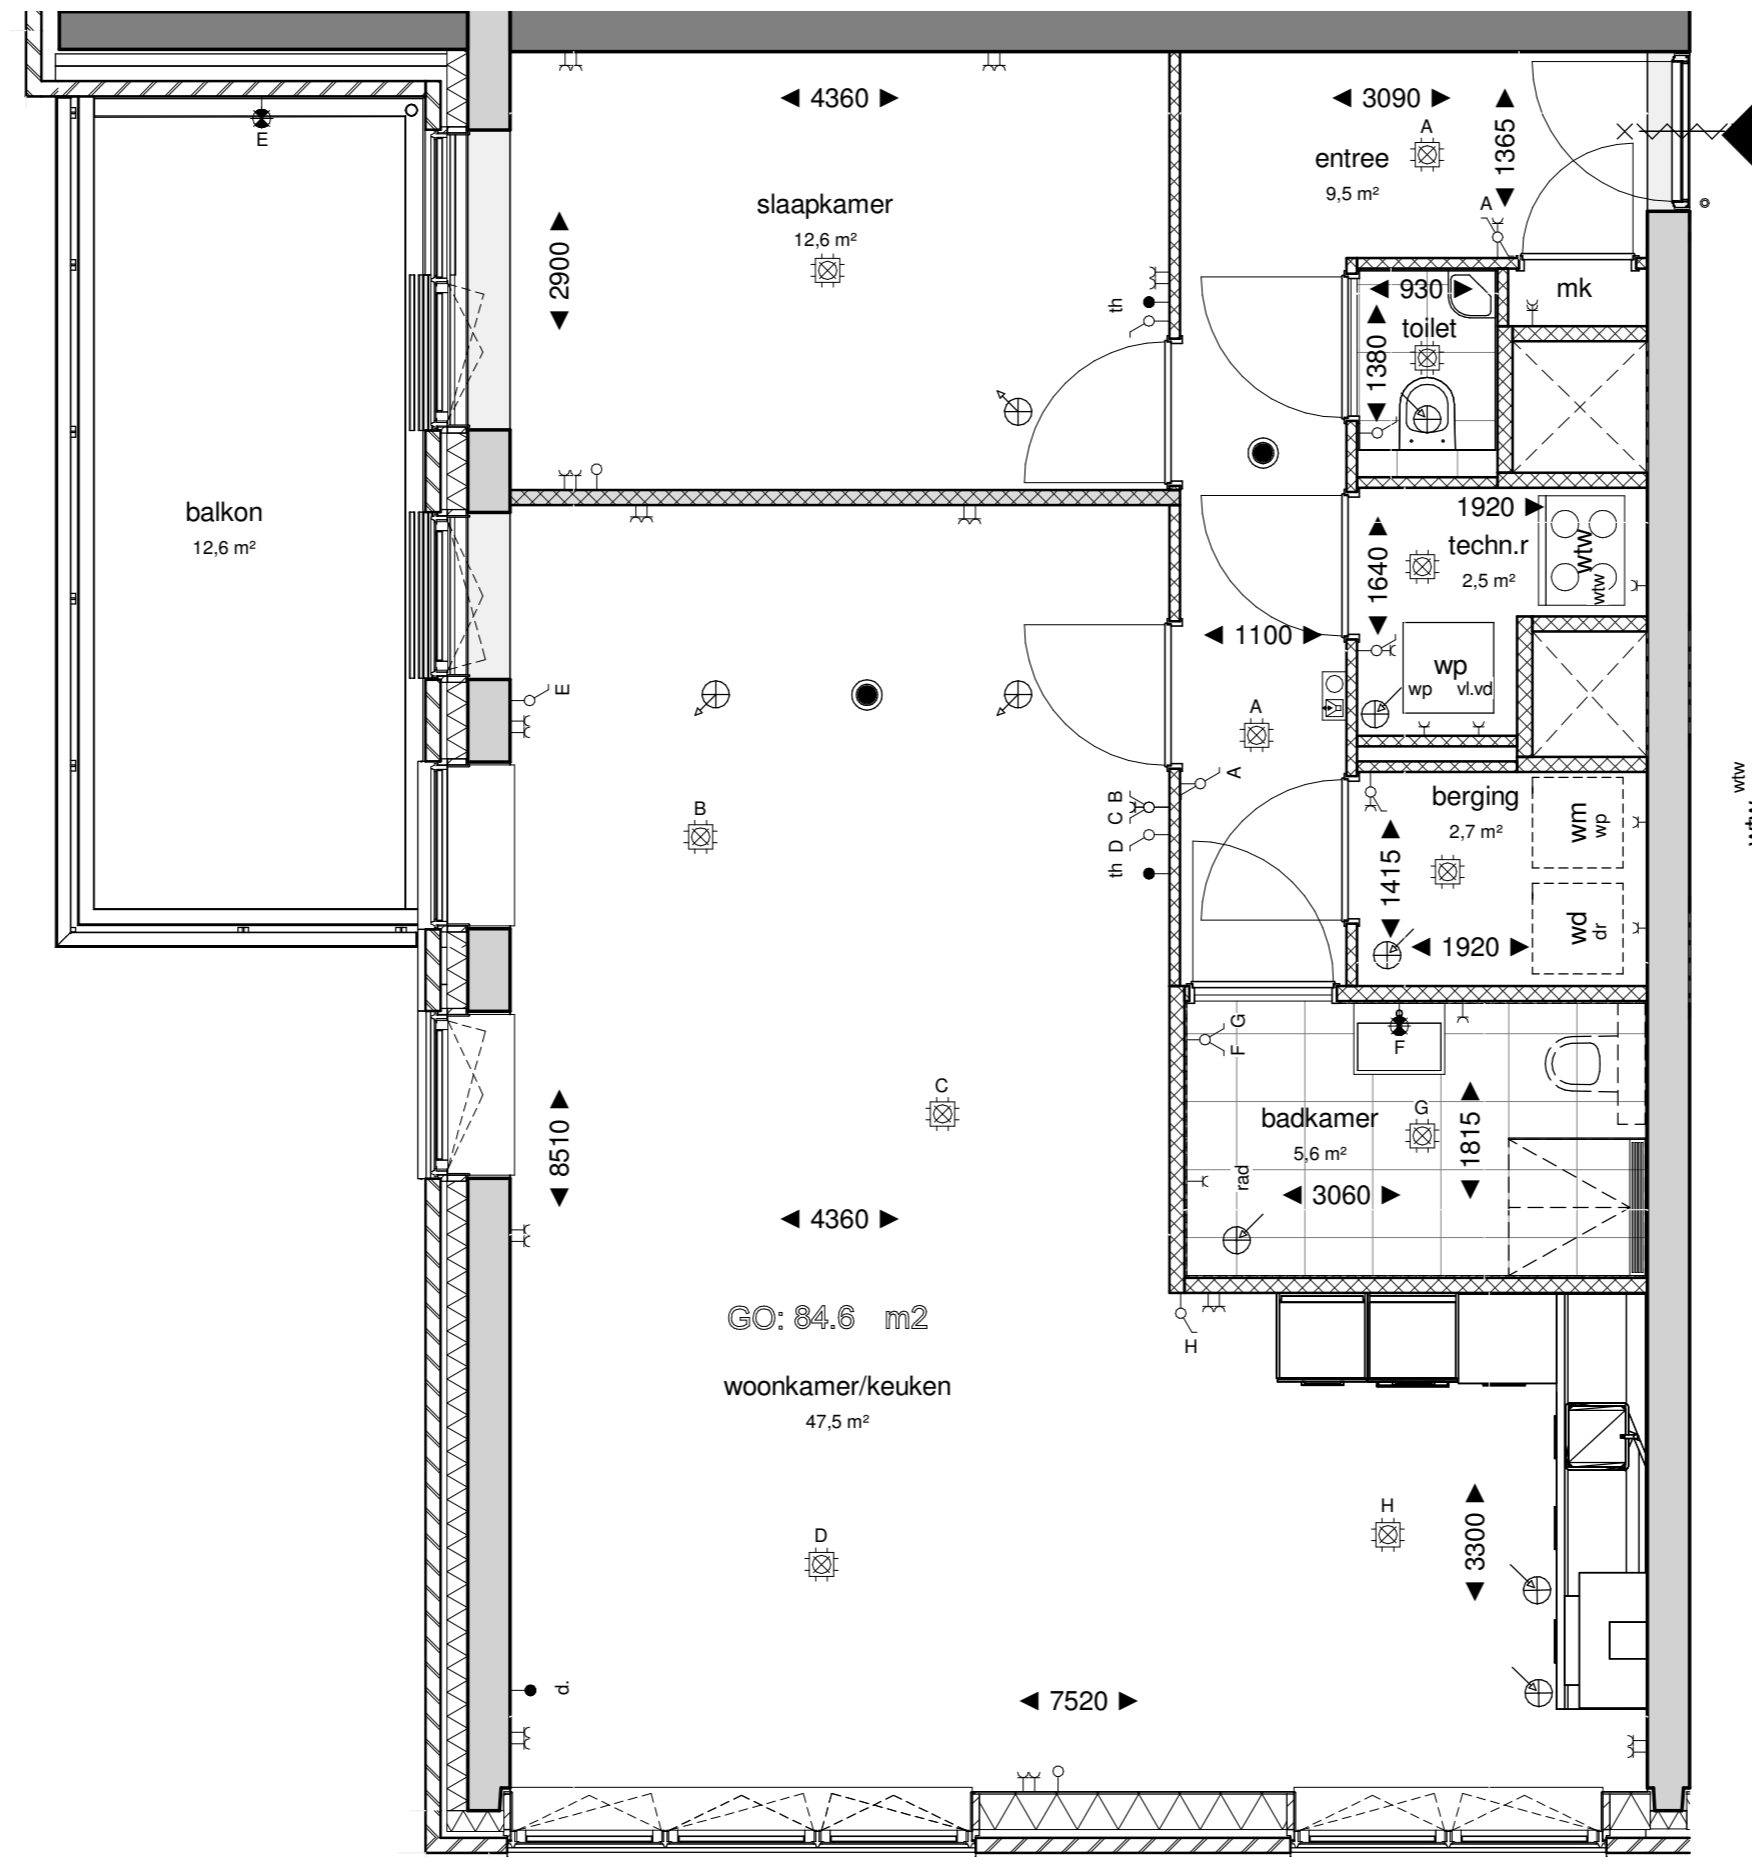 4360
3090
A
1365
entree
9,5 m²
E
A
slaapkamer
12,6 m²
2900
930
mk
th
toilet
1380
balkon
12,6 m²
1920
techn.r
2,5 m²
wtw
wtw
1640
1100
wp
wp vl.vd
E
A
A
B
C B
D
th
berging
2,7 m²
wm
wp
wtw
1415
wd
dr
1920
G
F
F
C
badkamer
5,6 m²
G
1815
8510
rad
3060
4360
GO: 84.6 m2
H
woonkamer/keuken
47,5 m²
D
H
3300
d.
7520